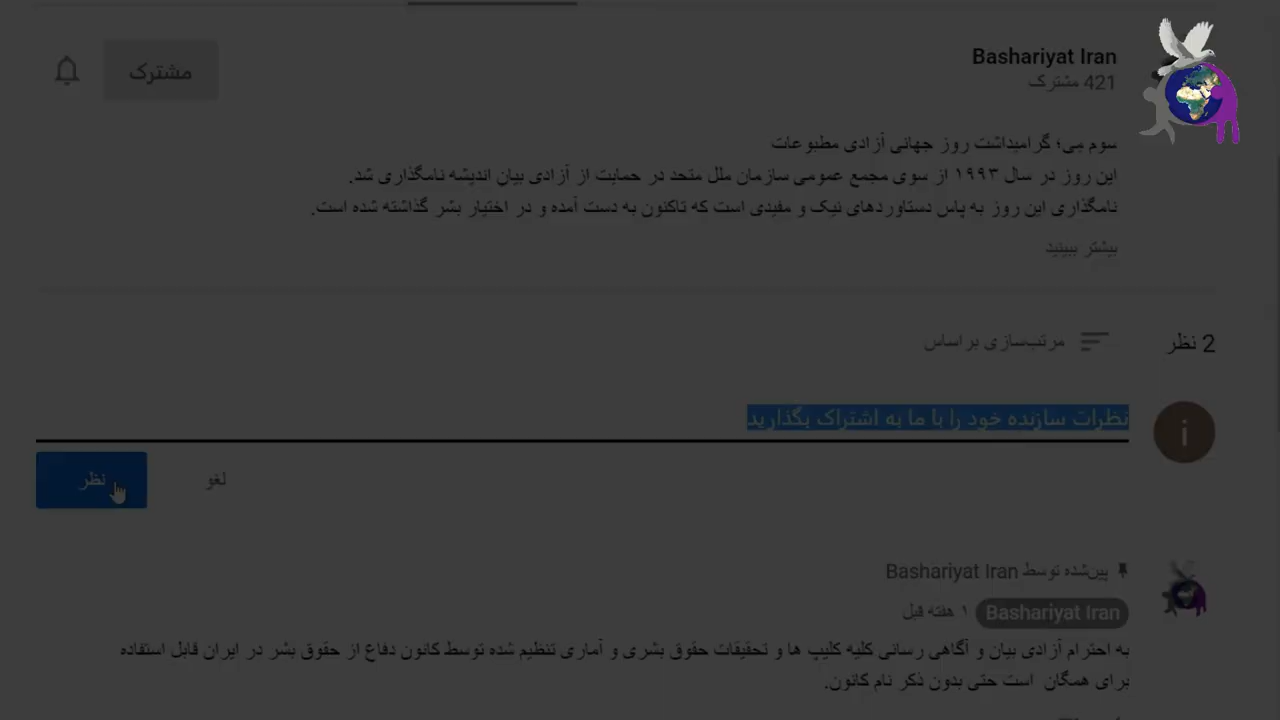 Bashariyat Iran
421 مشترک
مشترک
سوم می؛ گرامیداشت روز جهانی آزادی مطبوعات
این روز در سال ۱۹۹۳ از سوی مجمع عمومی سازمان ملل متحد در حمایت از آزادی بیان اندیشه نامگذاری شد.
نامگذاری این روز به پاس دستاوردهای نیک و مفیدی است که تاکنون به دست آمده و در اختیار بشر گذاشته شده است.
بیشتر ببینید
2 نظر
مرتب‌سازی براساس
i
نظرات سازنده خود را با ما به اشتراک بگذارید
لغو
نظر
پین‌شده توسط Bashariyat Iran
Bashariyat Iran ۱ هفته قبل
به احترام آزادی بیان و آگاهی رسانی کلیه کلیپ ها و تحقیقات حقوق بشری و آماری تنظیم شده توسط کانون دفاع از حقوق بشر در ایران قابل استفاده
برای همگان است حتی بدون ذکر نام کانون.